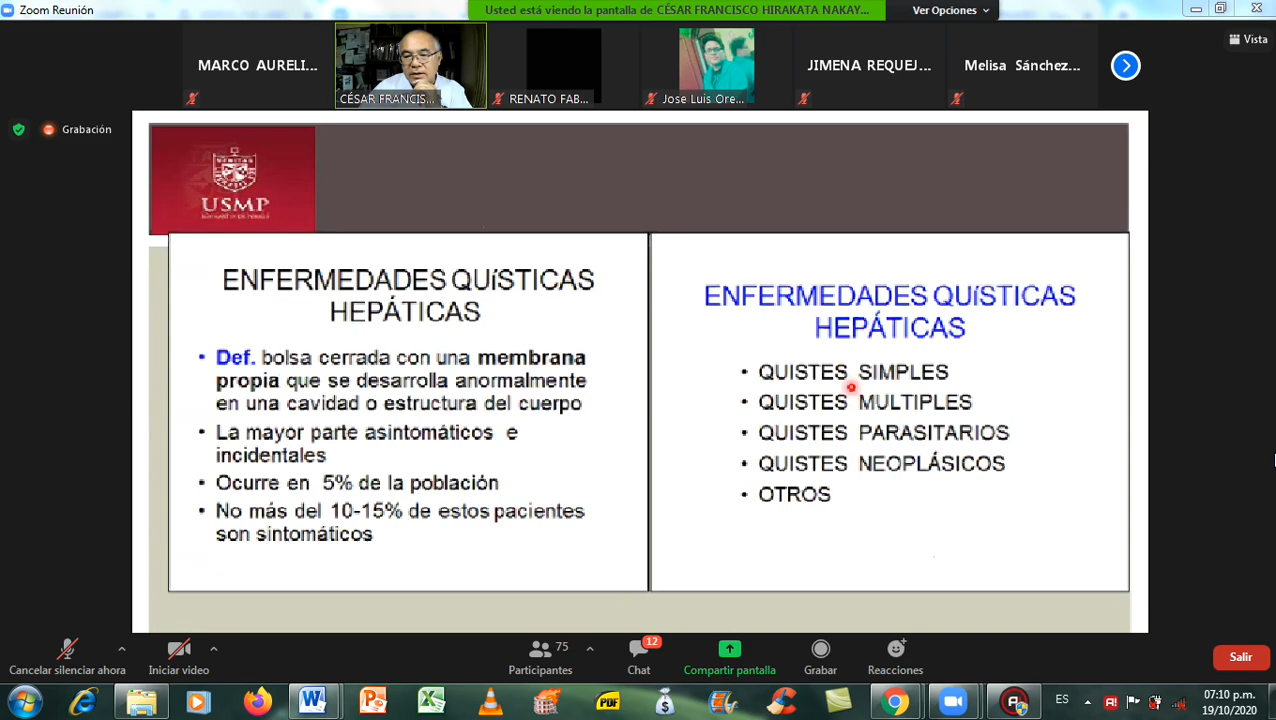 Zoom Reunión
Usted está viendo la pantalla de CÉSAR FRANCISCO HIRAKATA NAKAY...
Ver Opciones
Vista
MARCO AURELI...
CÉSAR FRANCIS...
RENATO FAB...
Jose Luis Ore...
JIMENA REQUEJ...
Melisa Sánchez...
Grabación
USMP
ENFERMEDADES QUíSTICAS
HEPÁTICAS
• Def. bolsa cerrada con una membrana
propia que se desarrolla anormalmente
en una cavidad o estructura del cuerpo
• La mayor parte asintomáticos e
incidentales
• Ocurre en 5% de la población
• No más del 10-15% de estos pacientes
son sintomáticos
ENFERMEDADES QUíSTICAS
HEPÁTICAS
• QUISTES SIMPLES
• QUISTES MULTIPLES
• QUISTES PARASITARIOS
• QUISTES NEOPLÁSICOS
• OTROS
Cancelar silenciar ahora
Iniciar video
75
Participantes
12
Chat
Compartir pantalla
Grabar
Reacciones
Salir
PDF
ES
07:10 p.m.
19/10/2020